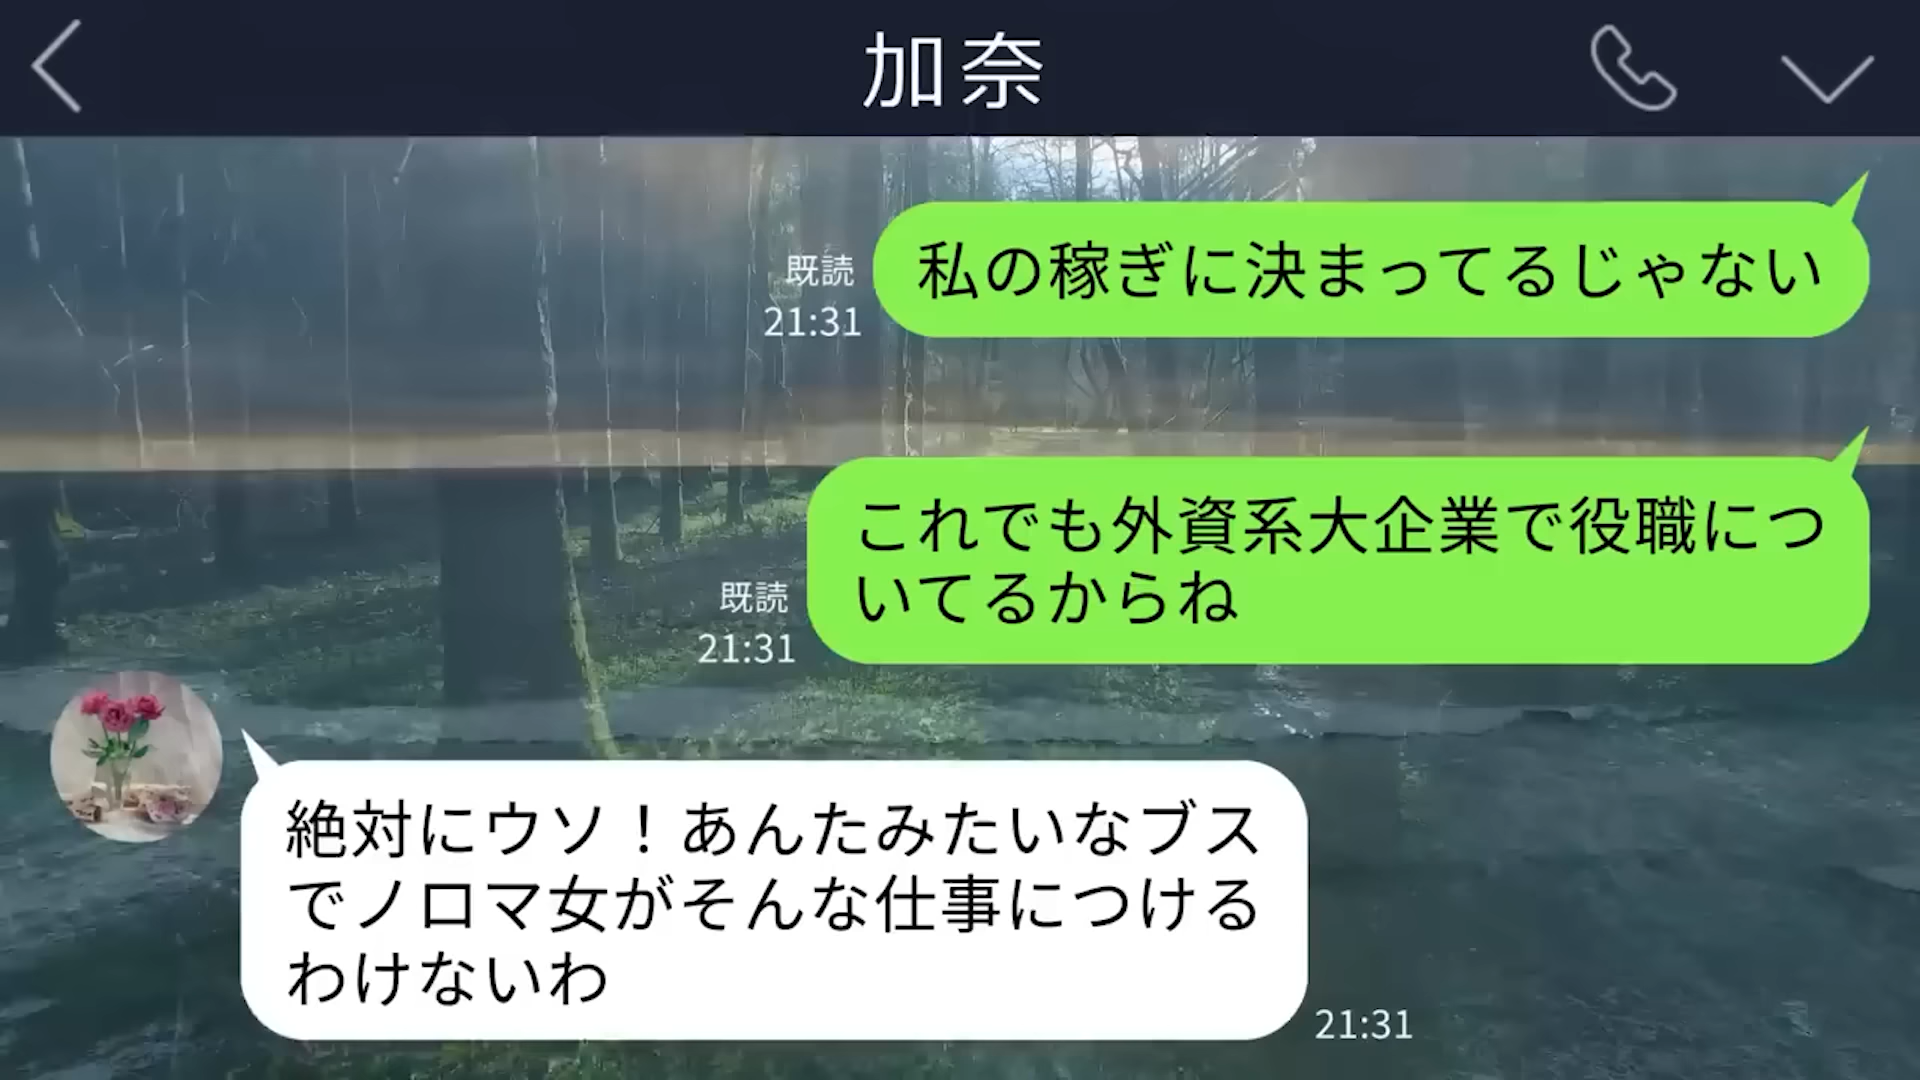 加奈
私の稼ぎに決まってるじゃない
既読
21:31
これでも外資系大企業で役職につ
いてるからね
既読
21:31
絶対にウソ！あんたみたいなブス
でノロマ女がそんな仕事につける
わけないわ
21:31